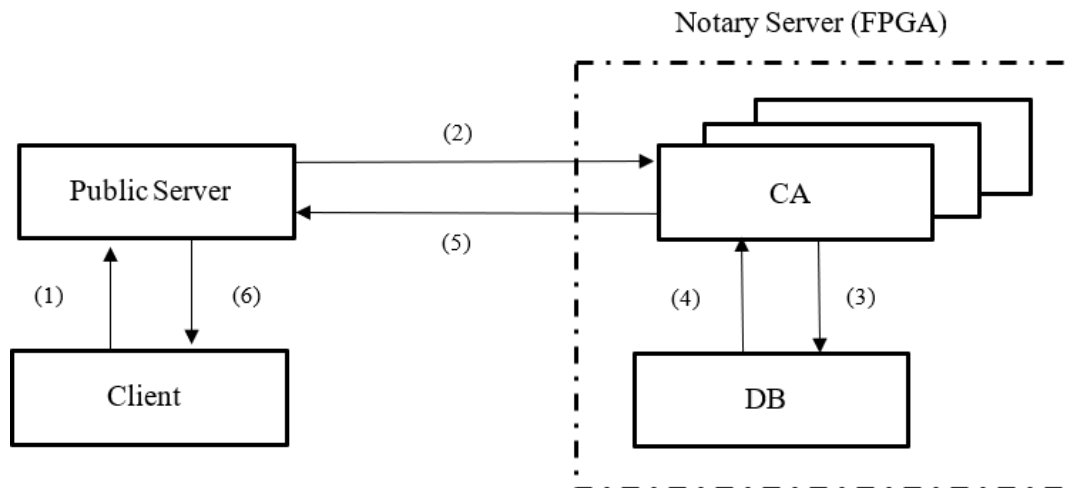 Notary Server (FPGA)
(2)
Public Server
CA
(5)
(1)
(6)
(4)
(3)
Client
DB